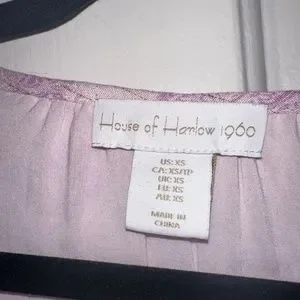 House of Harlow 1960
US: XS
CA: XS/TP
UK: XS
EU: XS
AU: XS
MADE IN
CHINA